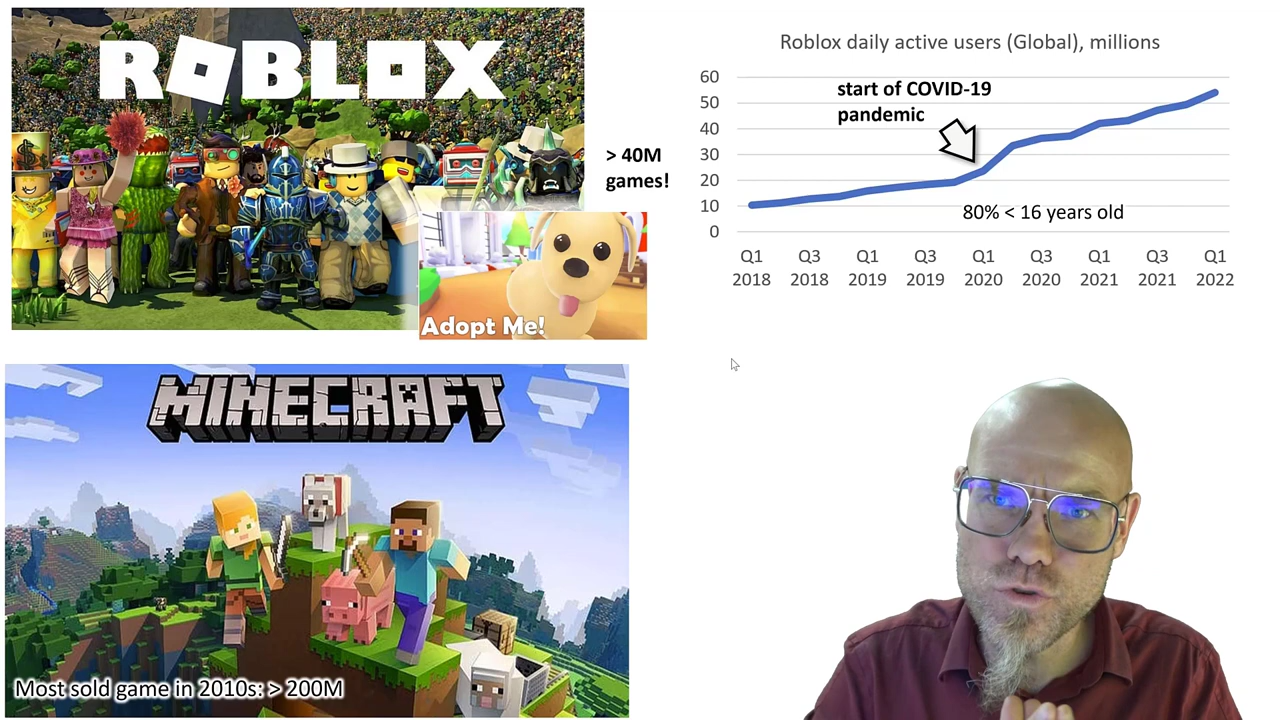 ROBLOX
> 40M
games!
Adopt Me!
Roblox daily active users (Global), millions
60
50
40
30
20
10
0
start of COVID-19
pandemic
80% < 16 years old
Q1 Q3 Q1 Q3 Q1 Q3 Q1 Q3 Q1
2018 2018 2019 2019 2020 2020 2021 2021 2022
MINECRAFT
Most sold game in 2010s: > 200M